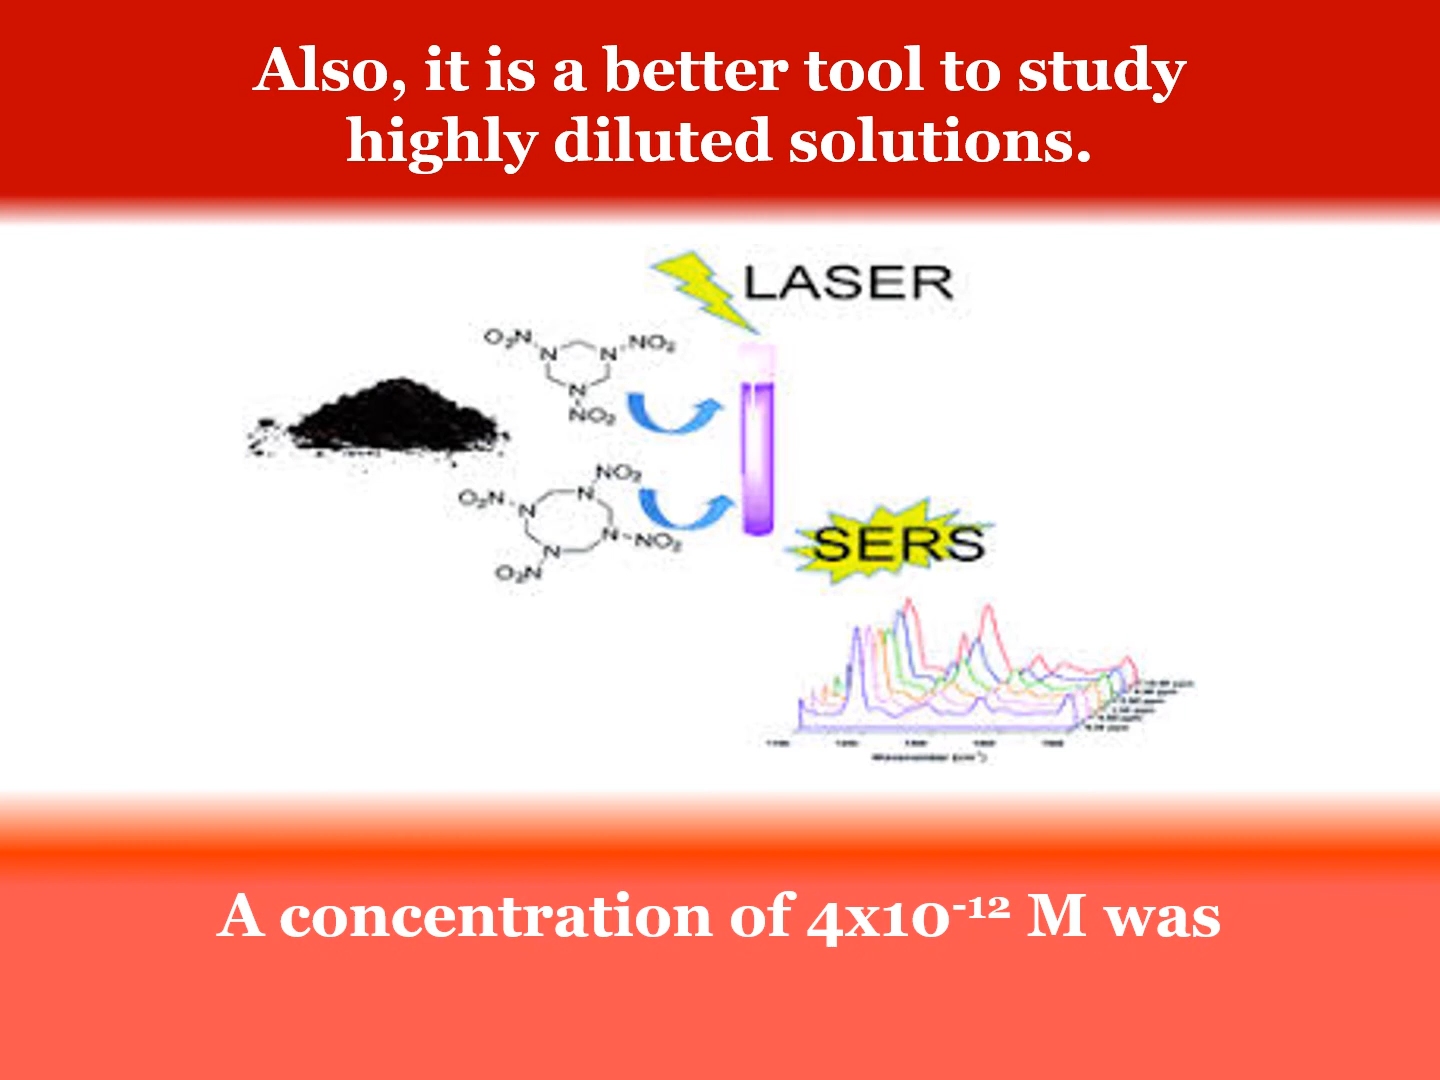 Also, it is a better tool to study
highly diluted solutions.
LASER
O₂N
NO₂
N
N
N
NO₂
NO₂
O₂N
N
N
N
NO₂
N
O₂N
SERS
A concentration of 4x10⁻¹² M was